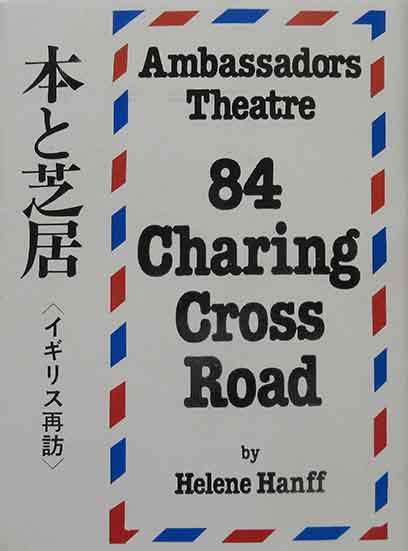 本と芝居
〈イギリス再訪〉
Ambassadors
Theatre
84
Charing
Cross
Road
by
Helene Hanff